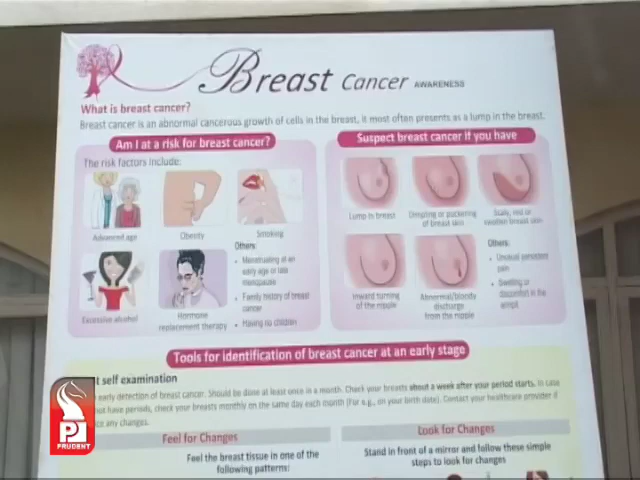 Breast Cancer AWARENESS
What is breast cancer?
Breast cancer is an abnormal cancerous growth of cells in the breast, it most often presents as a lump in the breast.
Am I at a risk for breast cancer?
The risk factors include:
Advanced age
Obenity
Smoking
Excessive alcohol
Hormone
replacement therapy
Others:
• Menstruating at an
early age or late
menopause
• Family history of breast
cancer
• Having no children
Suspect breast cancer if you have
Lump in breast
Dimpling or puckering
of breast skin
Scaly, red or
swollen breast skin
Inward turning
of the nipple
Abnormal/bloody
discharge
from the nipple
Others:
• Unusual persistent
pain
• Swelling or
discomfort in the
armpit
Tools for identification of breast cancer at an early stage
self examination
early detection of breast cancer. Should be done at least once in a month. Check your breasts about a week after your period starts. In case
not have periods, check your breasts monthly on the same day each month (For e.g., on your birth date). Contact your healthcare provider if
any changes.
Feel for Changes
Feel the breast tissue in one of the
following patterns:
Look for Changes
Stand in front of a mirror and follow these simple
steps to look for changes
PRUDENT